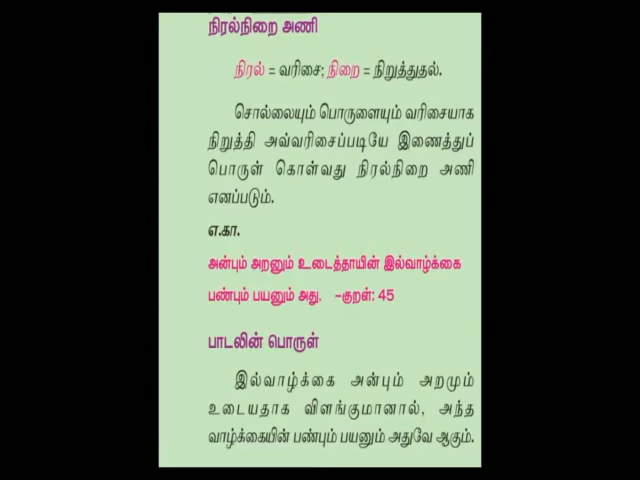 நிரல்நிறை அணி
நிரல் = வரிசை; நிறை = நிறுத்துதல்.
சொல்லையும் பொருளையும் வரிசையாக
நிறுத்தி அவ்வரிசைப்படியே இணைத்துப்
பொருள் கொள்வது நிரல்நிறை அணி
எனப்படும்.
எ.கா.
அன்பும் அறனும் உடைத்தாயின் இல்வாழ்க்கை
பண்பும் பயனும் அது. –குறள்: 45
பாடலின் பொருள்
இல்வாழ்க்கை அன்பும் அறமும்
உடையதாக விளங்குமானால், அந்த
வாழ்க்கையின் பண்பும் பயனும் அதுவே ஆகும்.